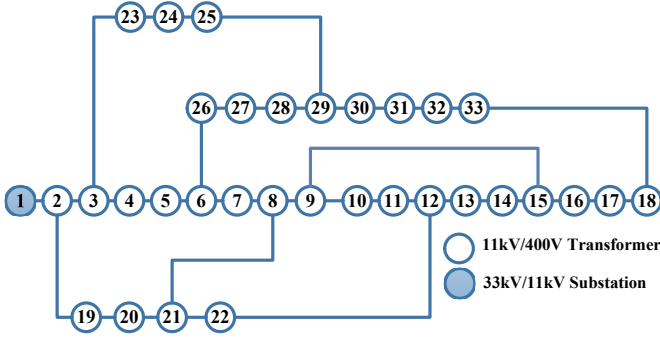 23 24 25
26 27 28 29 30 31 32 33
1 2 3 4 5 6 7 8 9 10 11 12 13 14 15 16 17 18
11kV/400V Transformer
33kV/11kV Substation
19 20 21 22